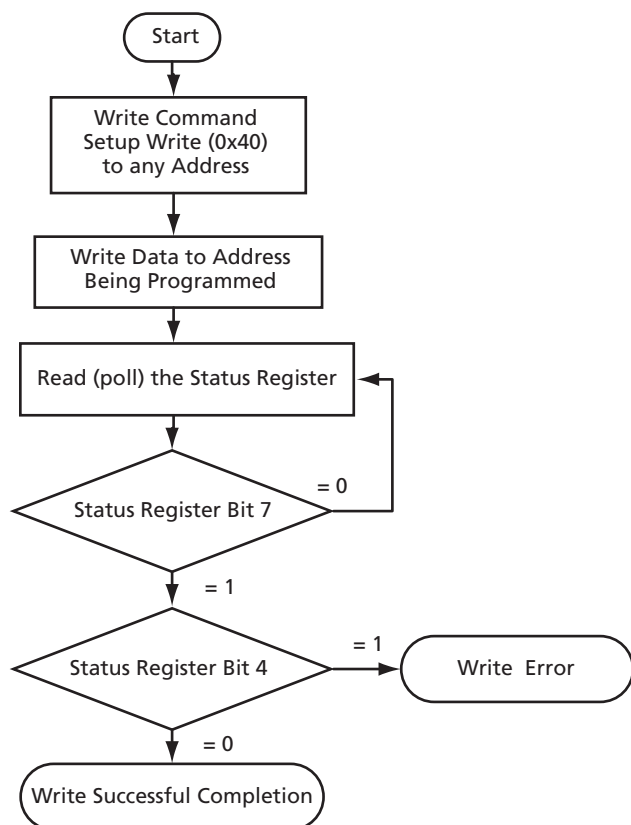 Start
Write Command
Setup Write (0x40)
to any Address
Write Data to Address
Being Programmed
Read (poll) the Status Register
= 0
Status Register Bit 7
= 1
= 1
Status Register Bit 4
Write Error
= 0
Write Successful Completion